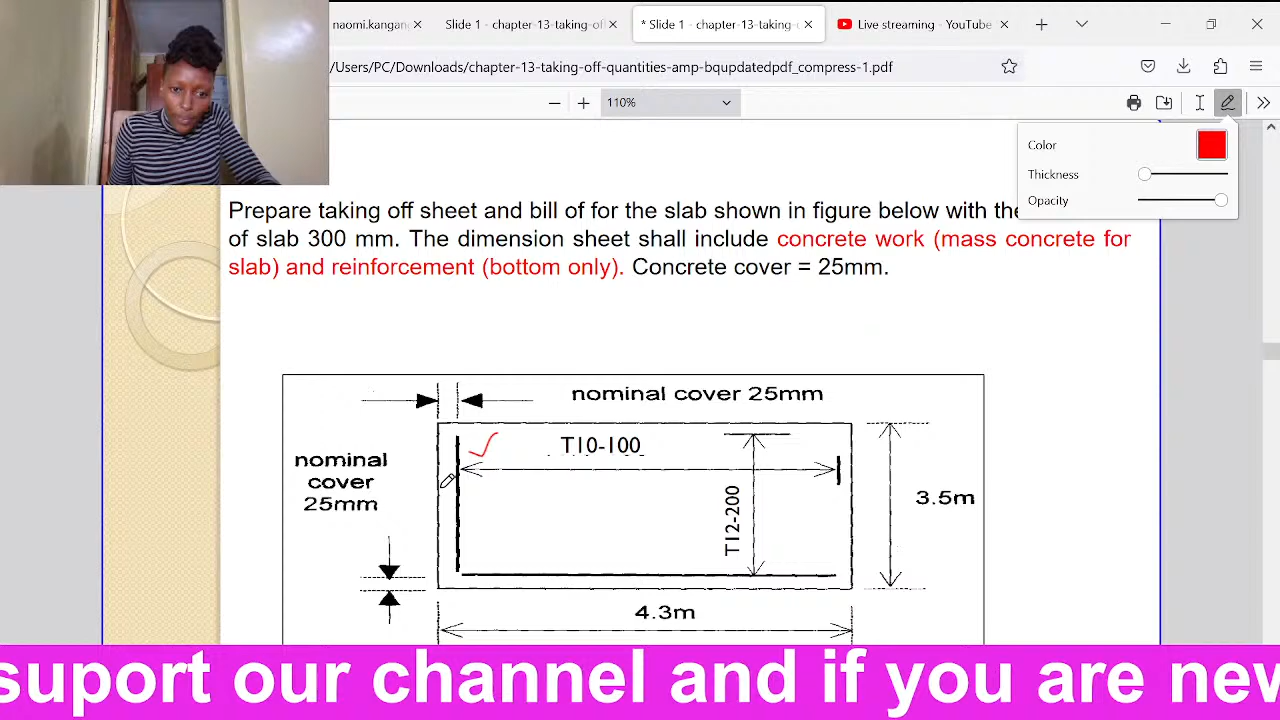 naomi.kangan
Slide 1 - chapter-13-taking-of
* Slide 1 - chapter-13-taking-
Live streaming - YouTube
/Users/PC/Downloads/chapter-13-taking-off-quantities-amp-bqupdatedpdf_compress-1.pdf
110%
Color
Thickness
Opacity
Prepare taking off sheet and bill of for the slab shown in figure below with the
of slab 300 mm. The dimension sheet shall include concrete work (mass concrete for
slab) and reinforcement (bottom only). Concrete cover = 25mm.
nominal cover 25mm
T10-100
nominal
cover
25mm
T12-200
3.5m
4.3m
suport our channel and if you are new